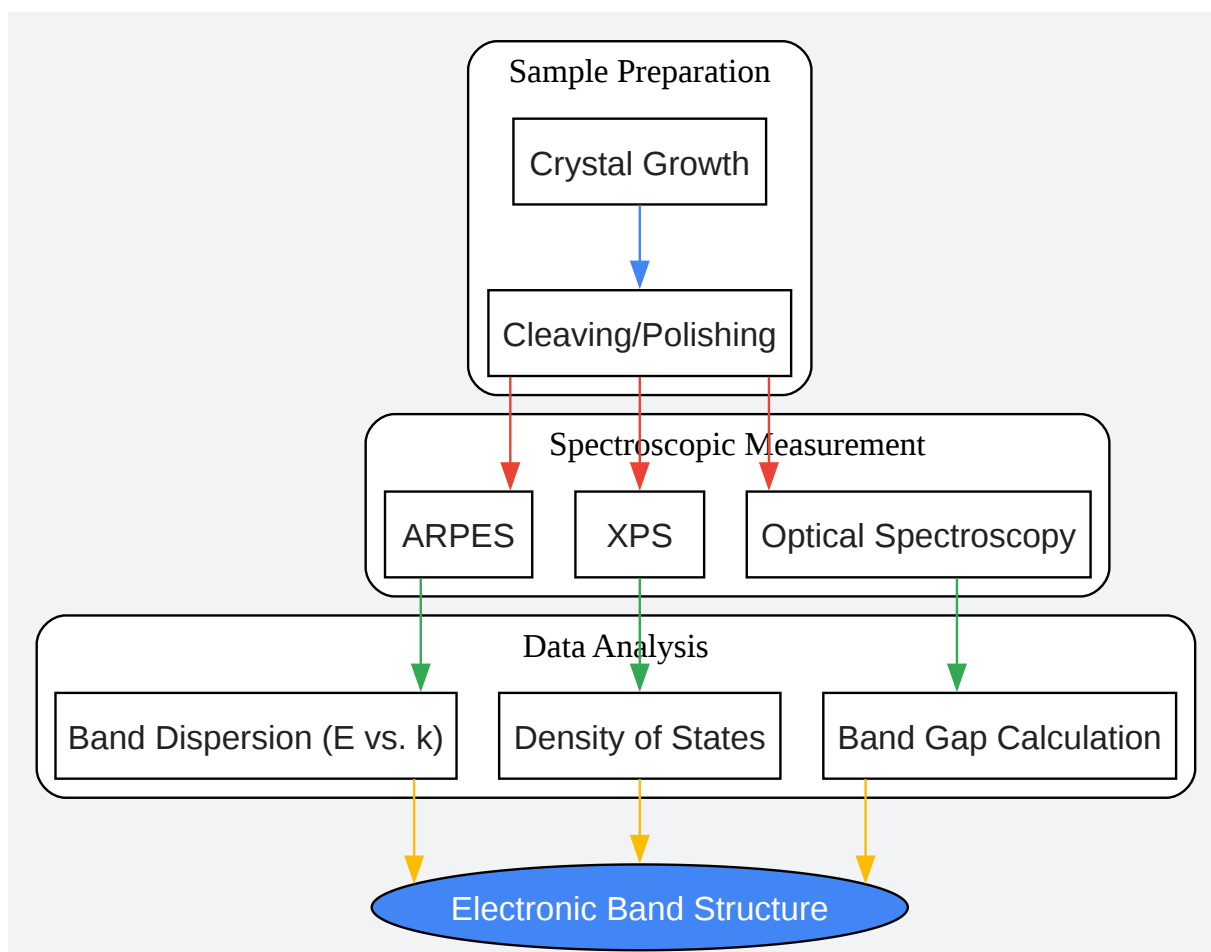 Sample Preparation
Crystal Growth
Cleaving/Polishing
Spectroscopic Measurement
ARPES
XPS
Optical Spectroscopy
Data Analysis
Band Dispersion (E vs. k)
Density of States
Band Gap Calculation
Electronic Band Structure